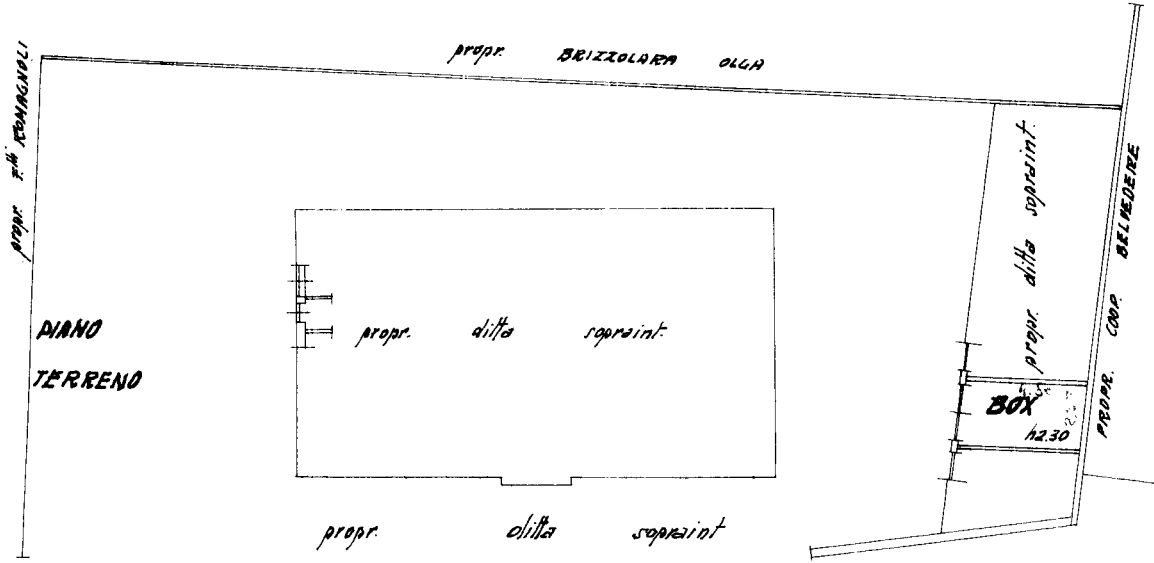 propr. BRIZZOLARA OLGA
propr. F.lli ROMAGNOLI
propr. ditta sopraint.
PROPR. COOP. BELVEDERE
PIANO
TERRENO
propr. ditta sopraint.
BOX
h2.30
propr. ditta sopraint